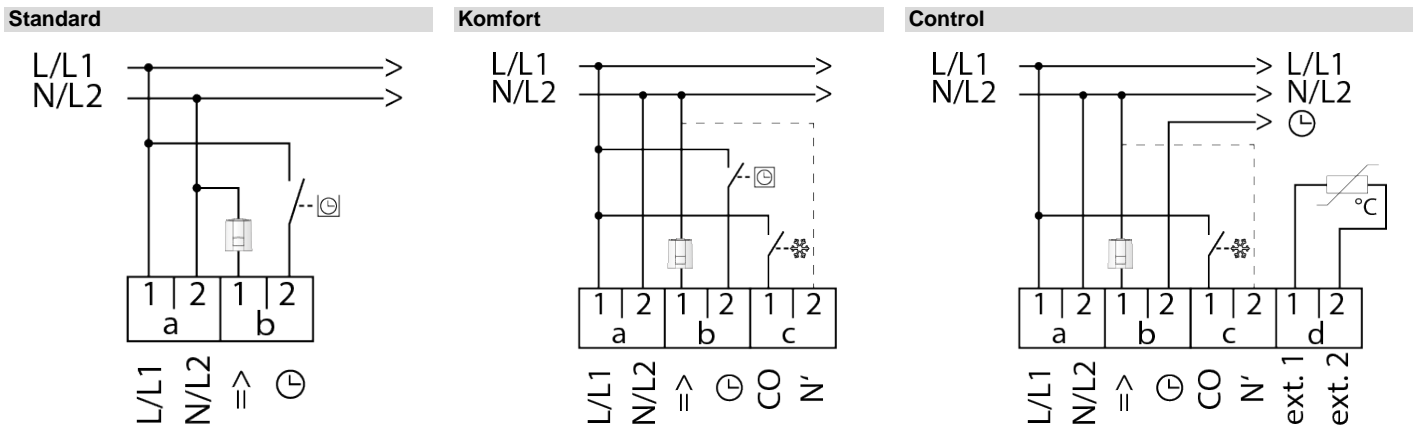 Standard
L/L1
N/L2
1 2 1 2
a b
L/L1 N/L2 =>
Komfort
L/L1
N/L2
1 2 1 2 1 2
a b c
L/L1 N/L2 => CO N'
Control
L/L1 L/L1
N/L2 N/L2
°C
1 2 1 2 1 2 1 2
a b c d
L/L1 N/L2 => CO N' ext. 1 ext. 2